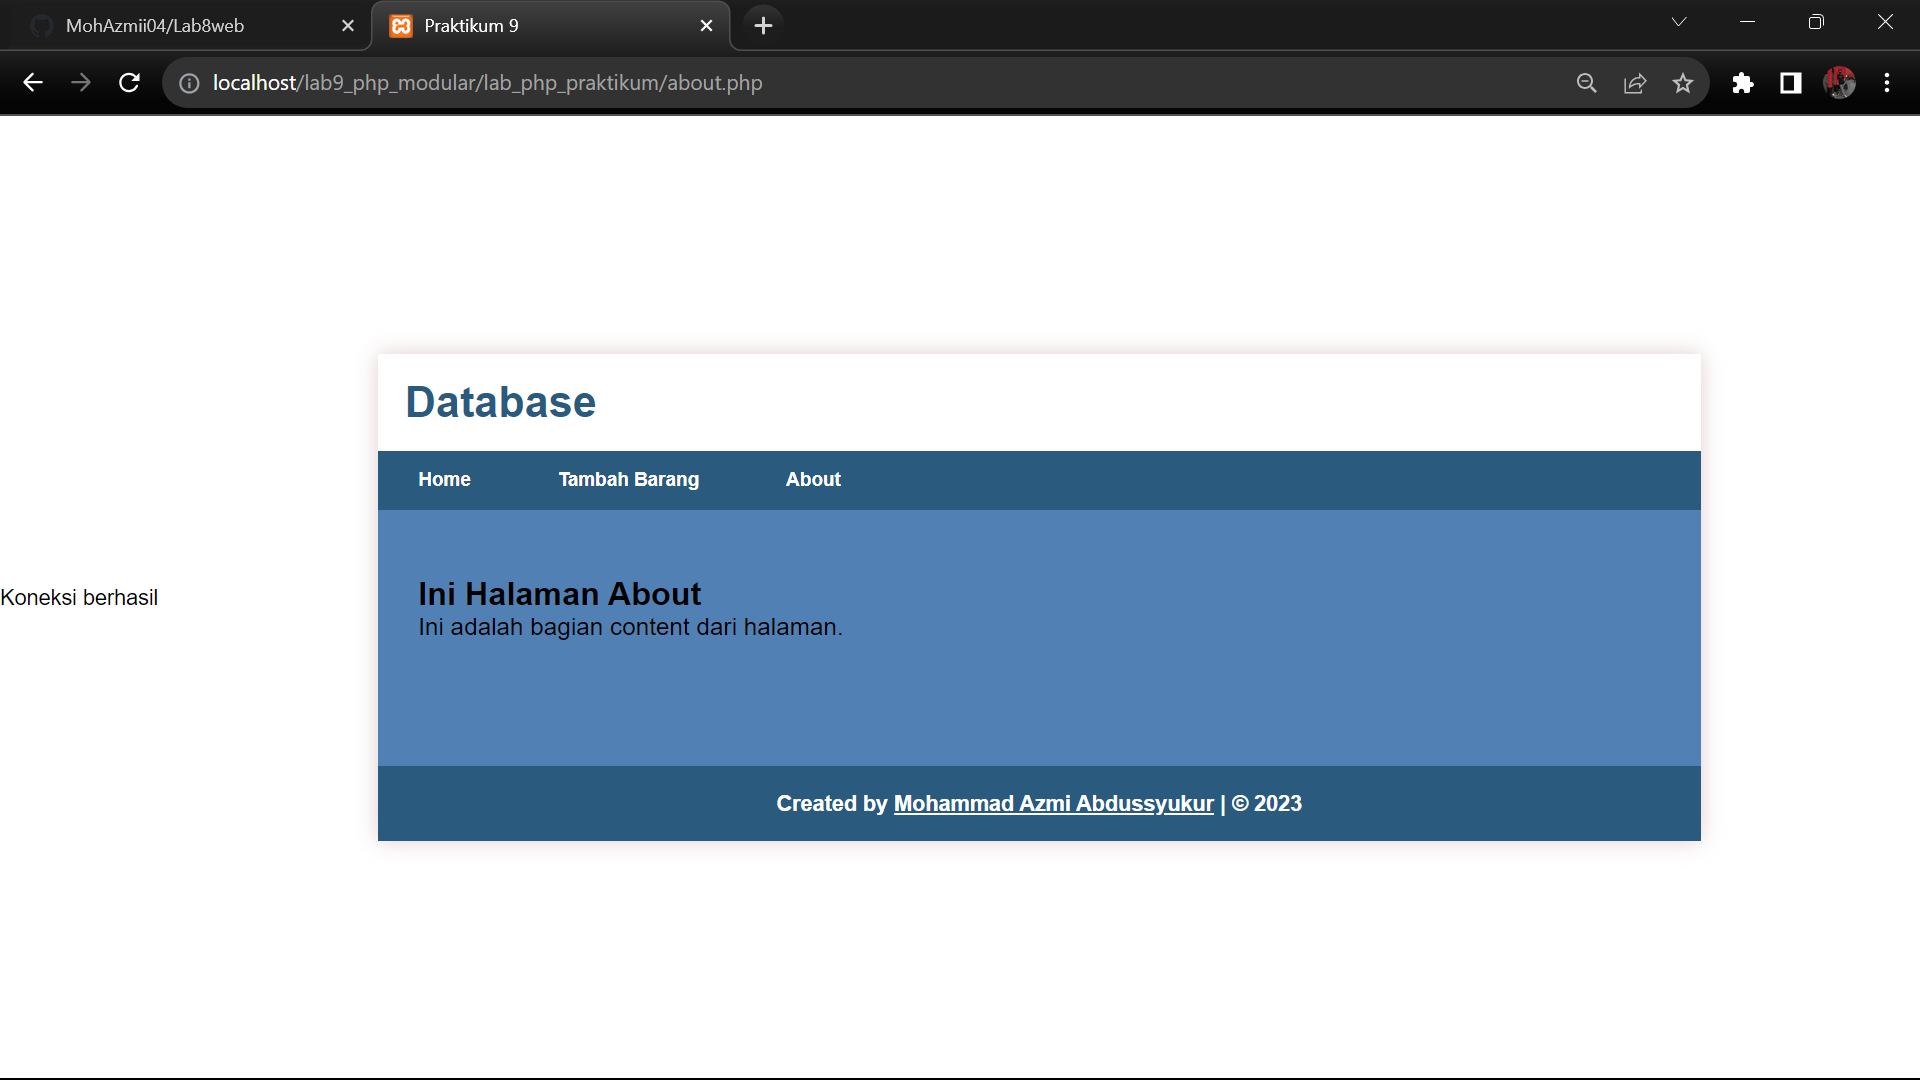 MohAzmii04/Lab8web
Praktikum 9
localhost/lab9_php_modular/lab_php_praktikum/about.php
Database
Home Tambah Barang About
Koneksi berhasil
Ini Halaman About
Ini adalah bagian content dari halaman.
Created by Mohammad Azmi Abdussyukur | © 2023